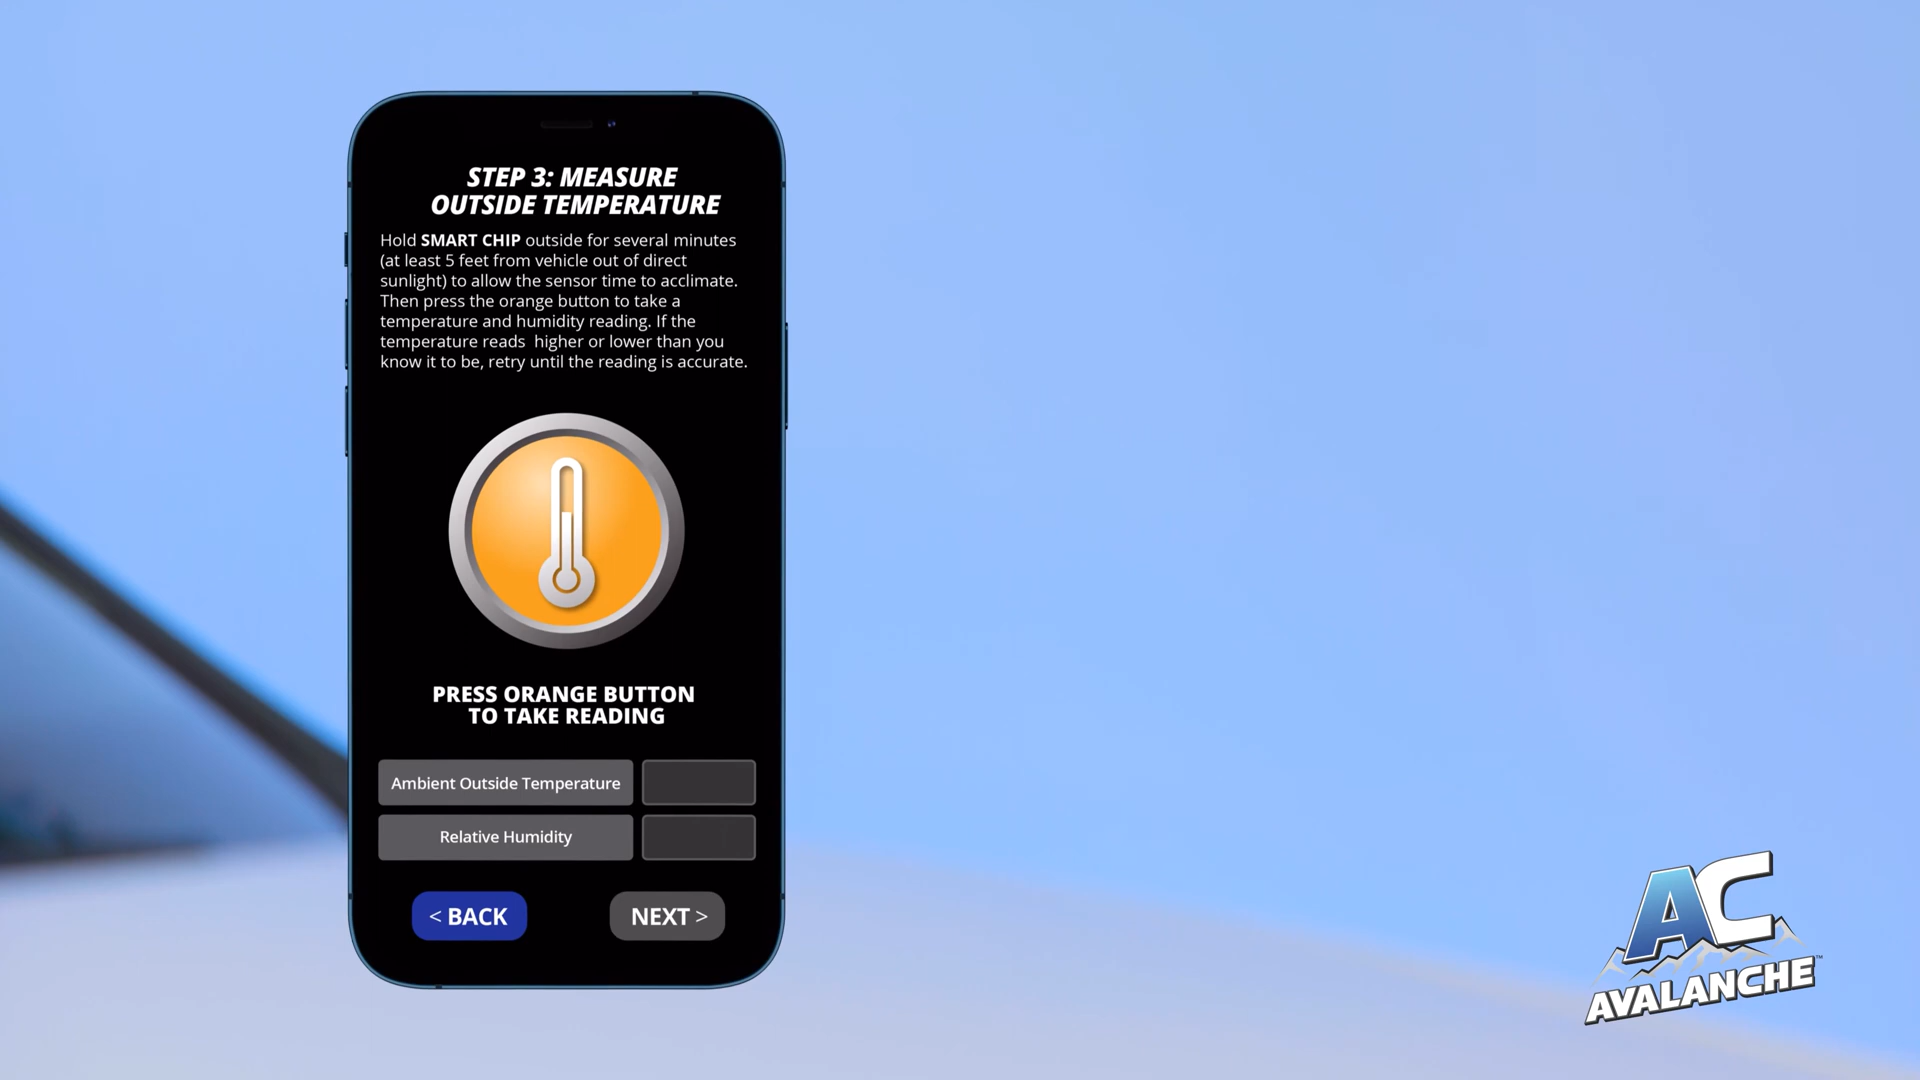 STEP 3: MEASURE
OUTSIDE TEMPERATURE
Hold SMART CHIP outside for several minutes
(at least 5 feet from vehicle out of direct
sunlight) to allow the sensor time to acclimate.
Then press the orange button to take a
temperature and humidity reading. If the
temperature reads  higher or lower than you
know it to be, retry until the reading is accurate.
PRESS ORANGE BUTTON
TO TAKE READING
Ambient Outside Temperature
Relative Humidity
< BACK
NEXT >
AC
AVALANCHE™